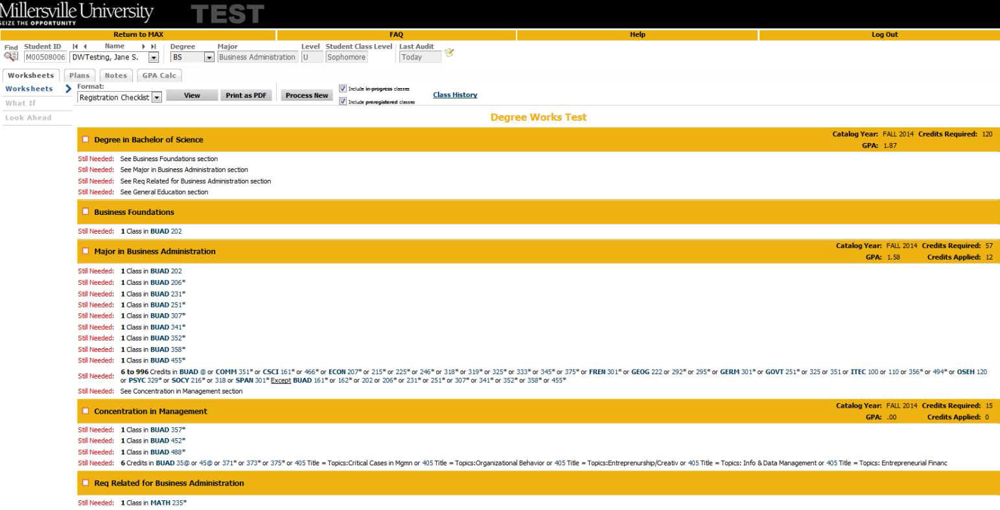 Millersville University TEST
SEIZE THE OPPORTUNITY
Return to MAX FAQ Help Log Out
Find Student ID Name Degree Major Level Student Class Level Last Audit
M00508006 DWTesting, Jane S. BS Business Administration U Sophomore Today
Worksheets Plans Notes GPA Calc
Worksheets
What If
Look Ahead
Format:
Registration Checklist View Print as PDF Process New
Include in-progress classes
Include preregistered classes
Class History
Degree Works Test
Degree in Bachelor of Science Catalog Year: FALL 2014 Credits Required: 120
GPA: 1.87
Still Needed: See Business Foundations section
Still Needed: See Major in Business Administration section
Still Needed: See Req Related for Business Administration section
Still Needed: See General Education section
Business Foundations
Still Needed: 1 Class in BUAD 202
Major in Business Administration Catalog Year: FALL 2014 Credits Required: 57
GPA: 1.58 Credits Applied: 12
Still Needed: 1 Class in BUAD 202
Still Needed: 1 Class in BUAD 206*
Still Needed: 1 Class in BUAD 231*
Still Needed: 1 Class in BUAD 251*
Still Needed: 1 Class in BUAD 307*
Still Needed: 1 Class in BUAD 341*
Still Needed: 1 Class in BUAD 352*
Still Needed: 1 Class in BUAD 358*
Still Needed: 1 Class in BUAD 455*
Still Needed: 6 to 996 Credits in BUAD @ or COMM 351* or CSCI 161* or 466* or ECON 207* or 215* or 225* or 246* or 318* or 319* or 325* or 333* or 345* or 375* or FREN 301* or GEOG 222 or 292* or 295* or GERM 301* or GOVT 251* or 325 or 351 or ITEC 100 or 110 or 356* or 494* or OSEH 120
or PSYC 329* or SOCY 216* or 318 or SPAN 301* Except BUAD 161* or 162* or 202 or 206* or 231* or 251* or 307* or 341* or 352* or 358* or 455*
Still Needed: See Concentration in Management section
Concentration in Management Catalog Year: FALL 2014 Credits Required: 15
GPA: .00 Credits Applied: 0
Still Needed: 1 Class in BUAD 357*
Still Needed: 1 Class in BUAD 452*
Still Needed: 1 Class in BUAD 488*
Still Needed: 6 Credits in BUAD 35@ or 45@ or 371* or 373* or 375* or 405 Title = Topics:Critical Cases in Mgmn or 405 Title = Topics:Organizational Behavior or 405 Title = Topics:Entreprenurship/Creativ or 405 Title = Topics: Info & Data Management or 405 Title = Topics: Entrepreneurial Financ
Req Related for Business Administration
Still Needed: 1 Class in MATH 235*